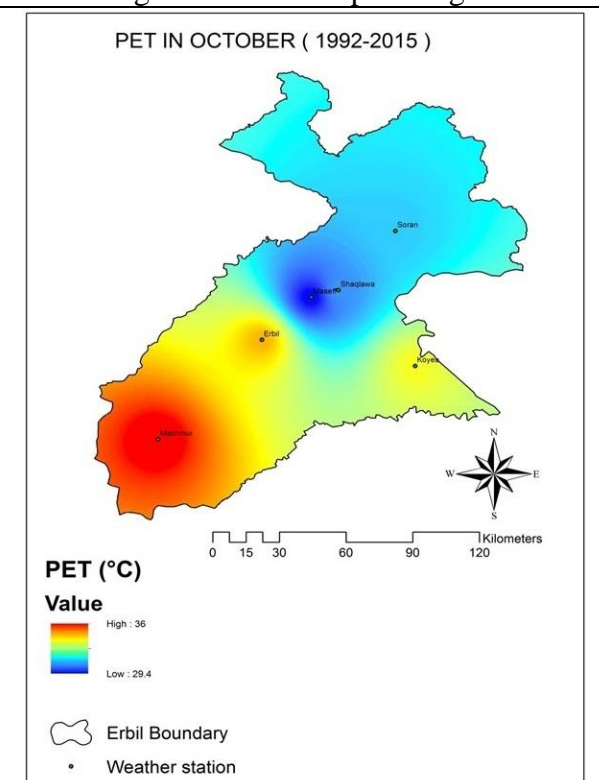 PET IN OCTOBER ( 1992-2015 )
Soran
Shaqlawa
Erbil
Koyea
Makhmur
N
W
E
S
Kilometers
0 15 30 60 90 120
PET (°C)
Value
High : 36
Low : 29.4
Erbil Boundary
Weather station